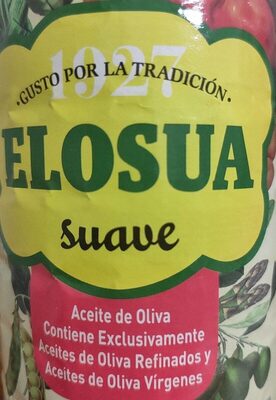 1927
·GUSTO POR LA TRADICIÓN·
ELOSUA
suave
Aceite de Oliva
Contiene Exclusivamente
Aceites de Oliva Refinados y
Aceites de Oliva Vírgenes